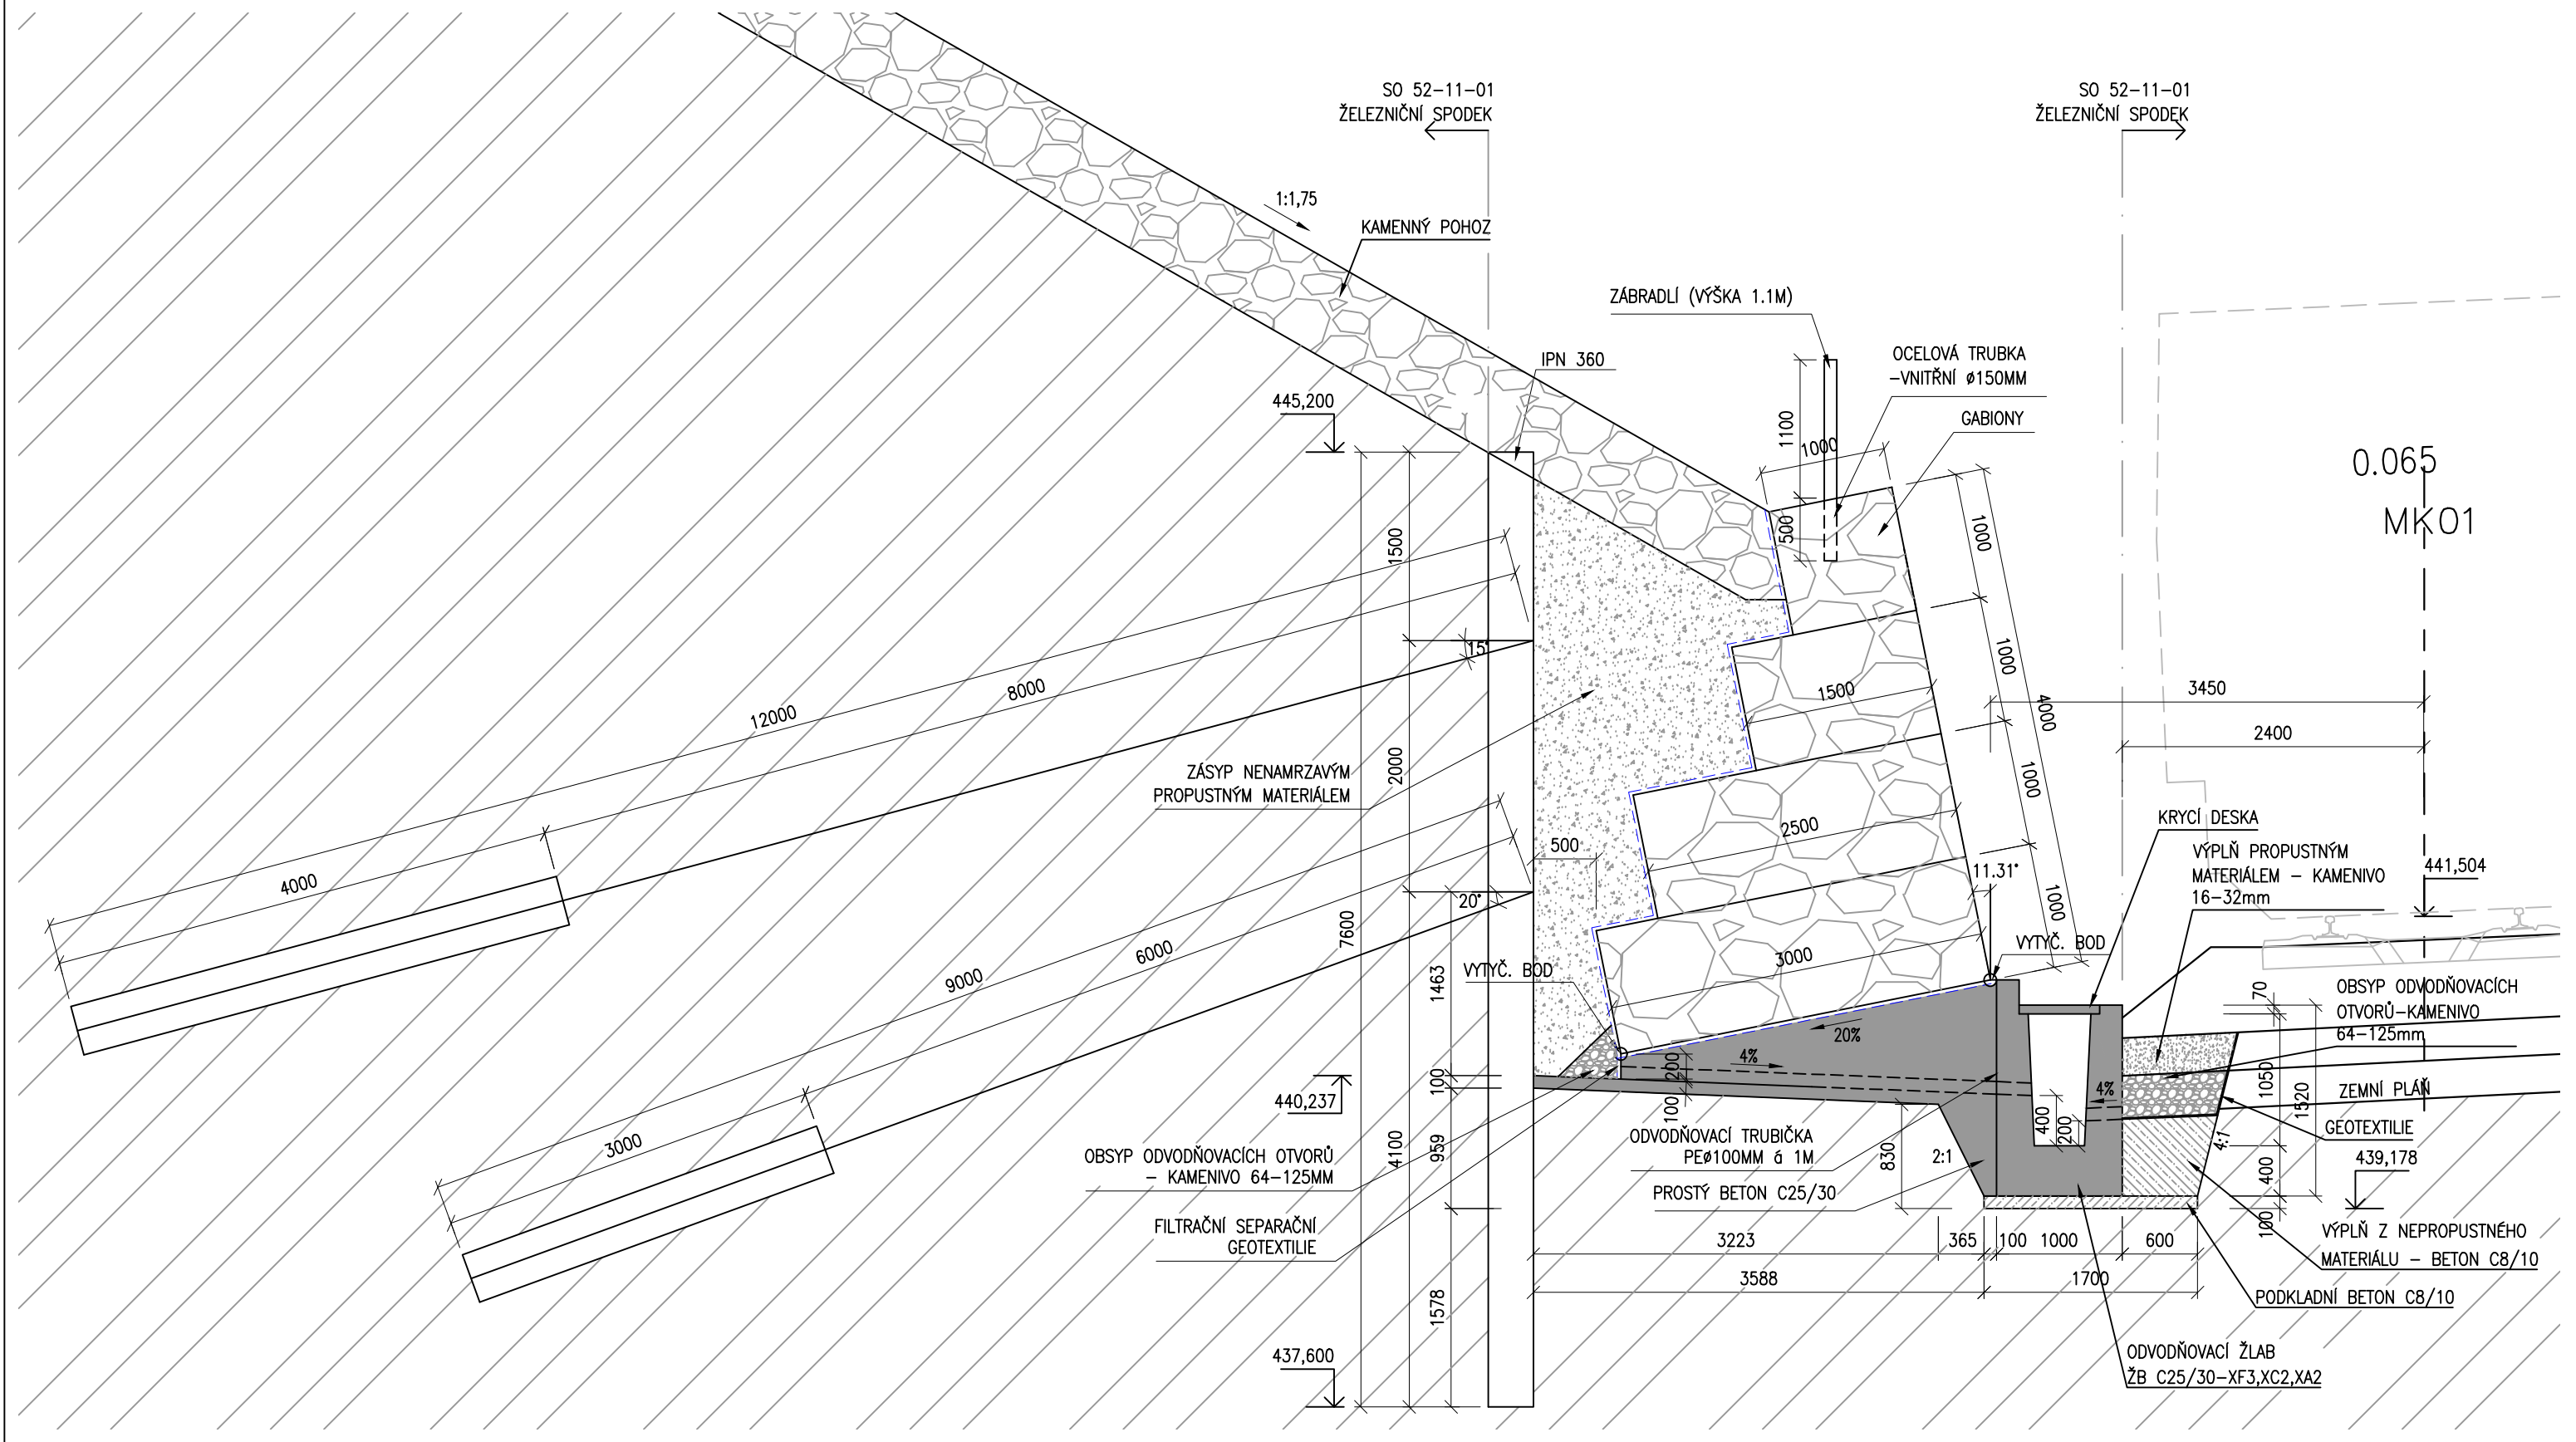 SO 52-11-01
ŽELEZNIČNÍ SPODEK
SO 52-11-01
ŽELEZNIČNÍ SPODEK
1:1,75
KAMENNÝ POHOZ
ZÁBRADLÍ (VÝŠKA 1.1M)
IPN 360
OCELOVÁ TRUBKA
-VNITŘNÍ ø150MM
GABIONY
445,200
1100
1000
500
0.065
MK01
1500
1000
15°
1000
8000
12000
1500
4000
3450
2400
2000
ZÁSYP NENAMRZAVÝM
PROPUSTNÝM MATERIÁLEM
1000
2500
KRYCÍ DESKA
500
VÝPLŇ PROPUSTNÝM
MATERIÁLEM - KAMENIVO
16-32mm
441,504
4000
11.31°
20°
7600
1000
6000
9000
3000
VYTYČ. BOD
VYTYČ. BOD
1463
70
OBSYP ODVODŇOVACÍCH
OTVORŮ-KAMENIVO
64-125mm
20%
4%
200
100
440,237
100
4%
1050
1520
ZEMNÍ PLÁŇ
400
200
GEOTEXTILIE
4:1
3000
4100
959
ODVODŇOVACÍ TRUBIČKA
PEø100MM á 1M
830
2:1
OBSYP ODVODŇOVACÍCH OTVORŮ
- KAMENIVO 64-125MM
PROSTÝ BETON C25/30
400
439,178
100
FILTRAČNÍ SEPARAČNÍ
GEOTEXTILIE
VÝPLŇ Z NEPROPUSTNÉHO
MATERIÁLU - BETON C8/10
3223
365
100
1000
600
3588
1700
PODKLADNÍ BETON C8/10
1578
437,600
ODVODŇOVACÍ ŽLAB
ŽB C25/30-XF3,XC2,XA2